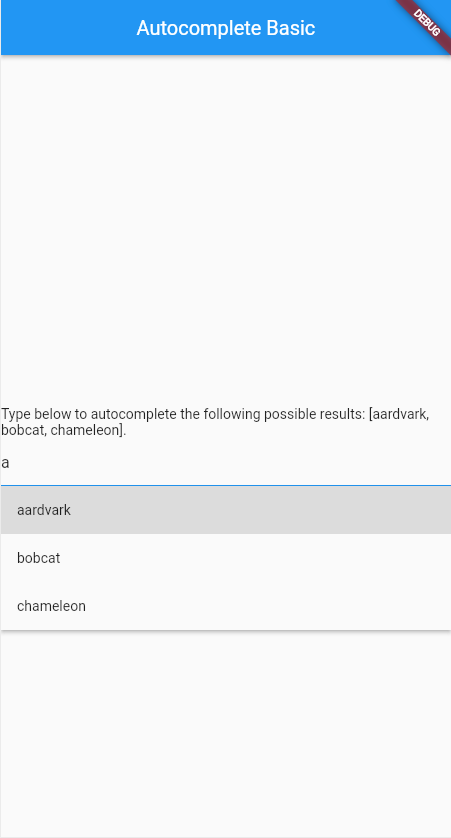 Autocomplete Basic
DEBUG
Type below to autocomplete the following possible results: [aardvark,
bobcat, chameleon].
a
aardvark
bobcat
chameleon